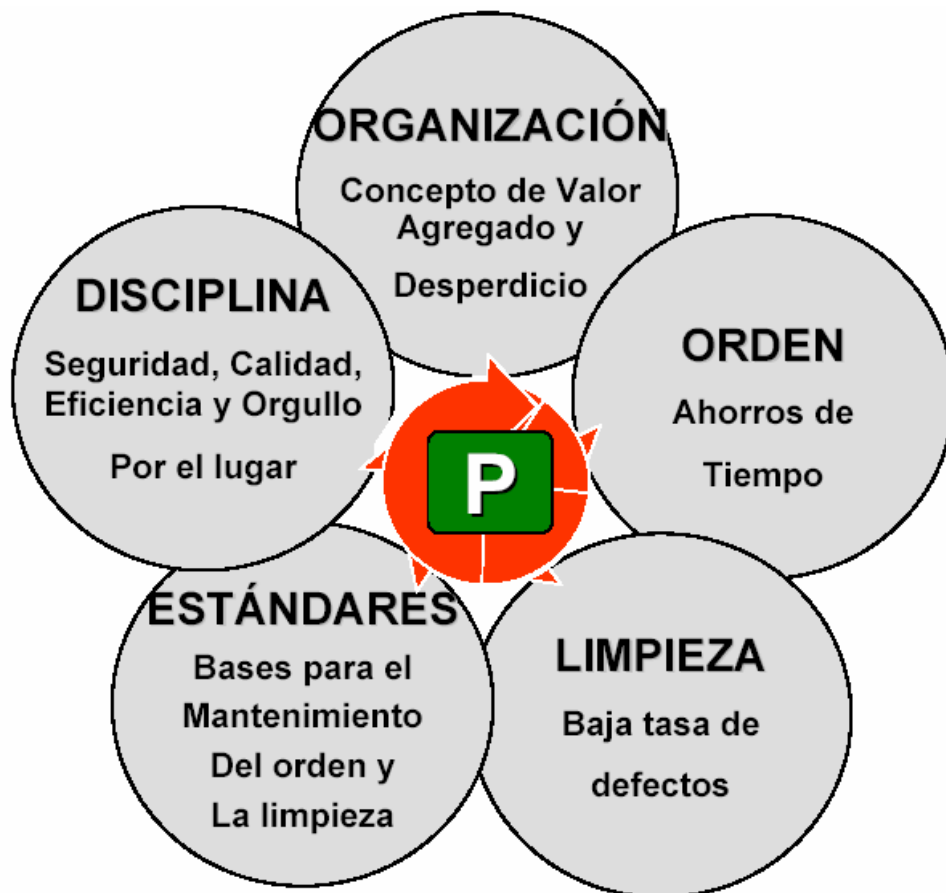 ORGANIZACIÓN
Concepto de Valor
Agregado y
Desperdicio
DISCIPLINA
Seguridad, Calidad,
Eficiencia y Orgullo
Por el lugar
ORDEN
Ahorros de
Tiempo
P
ESTÁNDARES
Bases para el
Mantenimiento
Del orden y
La limpieza
LIMPIEZA
Baja tasa de
defectos